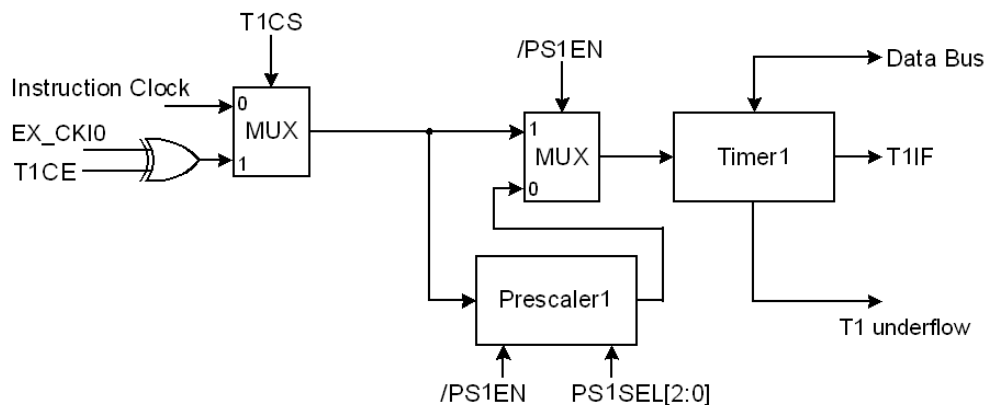 T1CS
/PS1EN
Data Bus
Instruction Clock
0
MUX
1
EX_CKI0
T1CE
1
MUX
0
Timer1
T1IF
Prescaler1
T1 underflow
/PS1EN
PS1SEL[2:0]